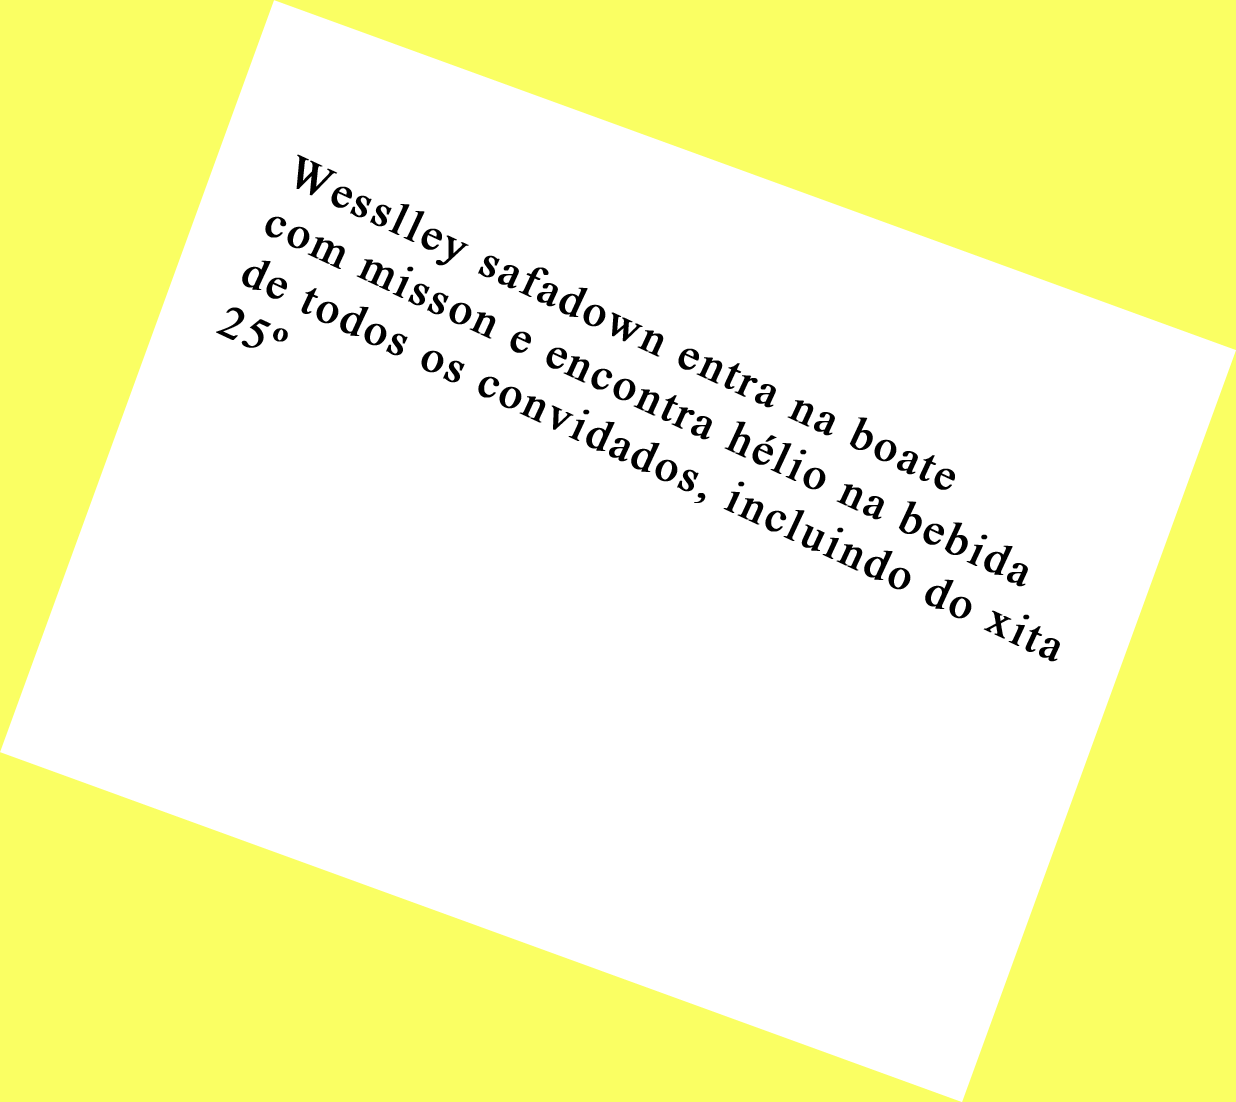 Wesslley safadown entra na boate
com misson e encontra hélio na bebida
de todos os convidados, incluindo do xita
25º